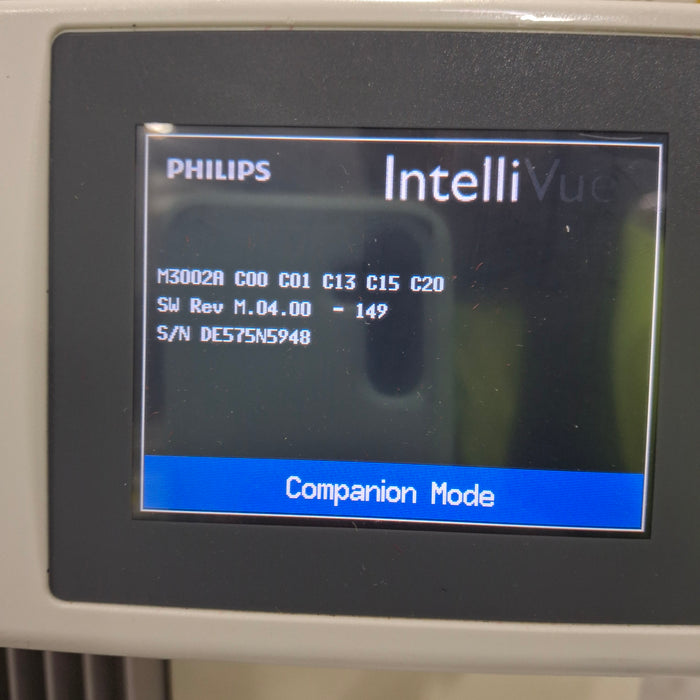 PHILIPS
IntelliVue
M3002A C00 C01 C13 C15 C20
SW Rev M.04.00 - 149
S/N DE575N5948
Companion Mode